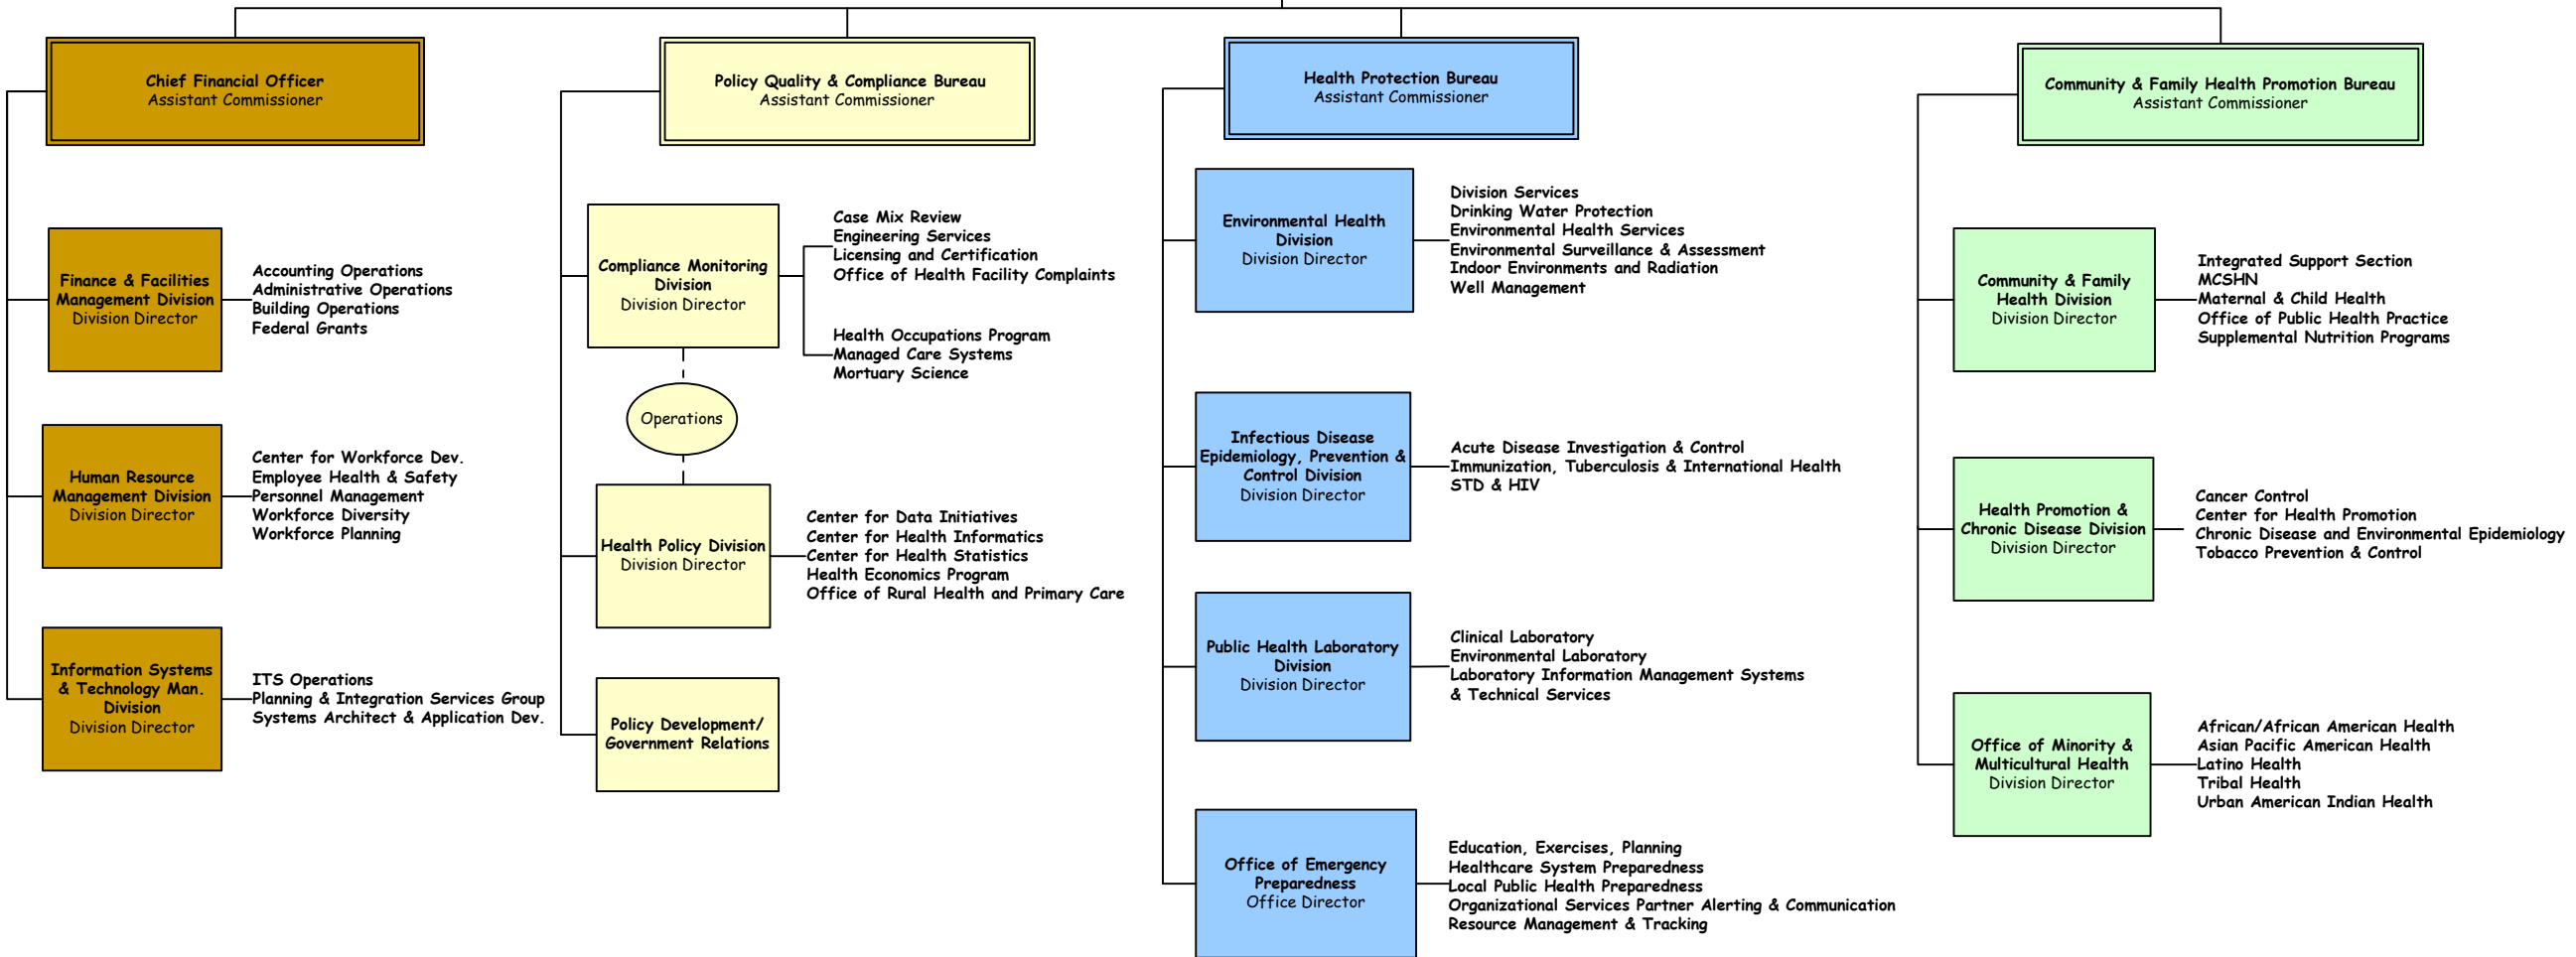 Chief Financial Officer
Assistant Commissioner
Finance & Facilities
Management Division
Division Director
Accounting Operations
Administrative Operations
Building Operations
Federal Grants
Human Resource
Management Division
Division Director
Center for Workforce Dev.
Employee Health & Safety
Personnel Management
Workforce Diversity
Workforce Planning
Information Systems
& Technology Man.
Division
Division Director
ITS Operations
Planning & Integration Services Group
Systems Architect & Application Dev.
Policy Quality & Compliance Bureau
Assistant Commissioner
Compliance Monitoring
Division
Division Director
Case Mix Review
Engineering Services
Licensing and Certification
Office of Health Facility Complaints
Health Occupations Program
Managed Care Systems
Mortuary Science
Operations
Health Policy Division
Division Director
Center for Data Initiatives
Center for Health Informatics
Center for Health Statistics
Health Economics Program
Office of Rural Health and Primary Care
Policy Development/
Government Relations
Health Protection Bureau
Assistant Commissioner
Environmental Health
Division
Division Director
Division Services
Drinking Water Protection
Environmental Health Services
Environmental Surveillance & Assessment
Indoor Environments and Radiation
Well Management
Infectious Disease
Epidemiology, Prevention &
Control Division
Division Director
Acute Disease Investigation & Control
Immunization, Tuberculosis & International Health
STD & HIV
Public Health Laboratory
Division
Division Director
Clinical Laboratory
Environmental Laboratory
Laboratory Information Management Systems
& Technical Services
Office of Emergency
Preparedness
Office Director
Education, Exercises, Planning
Healthcare System Preparedness
Local Public Health Preparedness
Organizational Services Partner Alerting & Communication
Resource Management & Tracking
Community & Family Health Promotion Bureau
Assistant Commissioner
Community & Family
Health Division
Division Director
Integrated Support Section
MCSHN
Maternal & Child Health
Office of Public Health Practice
Supplemental Nutrition Programs
Health Promotion &
Chronic Disease Division
Division Director
Cancer Control
Center for Health Promotion
Chronic Disease and Environmental Epidemiology
Tobacco Prevention & Control
Office of Minority &
Multicultural Health
Division Director
African/African American Health
Asian Pacific American Health
Latino Health
Tribal Health
Urban American Indian Health